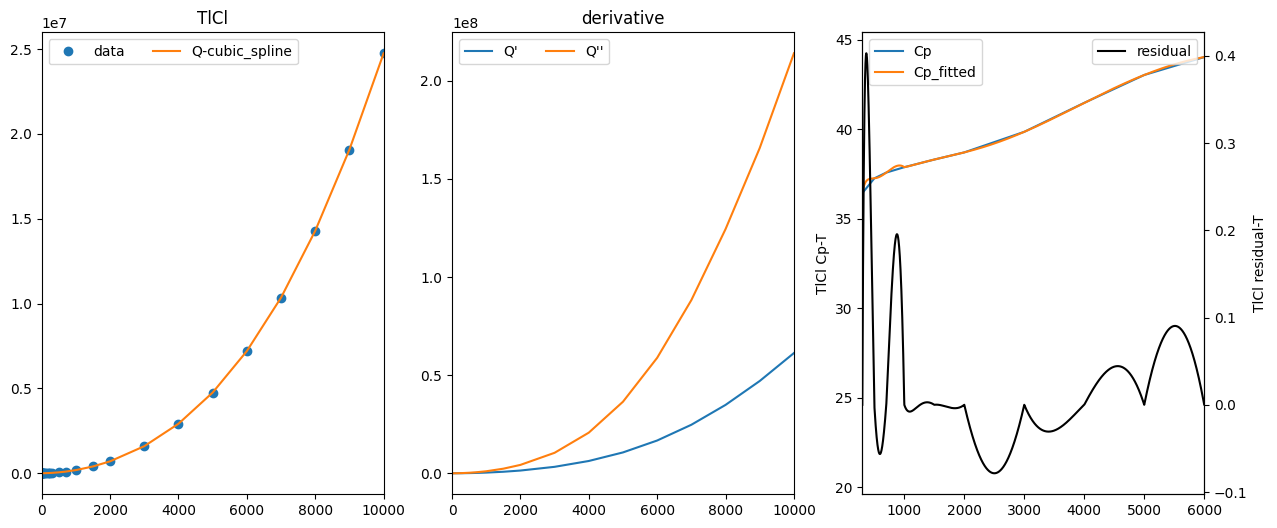 TlCl
1e7
data
Q-cubic_spline
2.5
2.0
1.5
1.0
0.5
0.0
0 2000 4000 6000 8000 10000
derivative
1e8
Q'
Q''
2.0
1.5
1.0
0.5
0.0
0 2000 4000 6000 8000 10000
Cp
Cp_fitted
residual
TlCl Cp-T
45
40
35
30
25
20
1000 2000 3000 4000 5000 6000
0.4
0.3
0.2
0.1
0.0
−0.1
TlCl residual-T